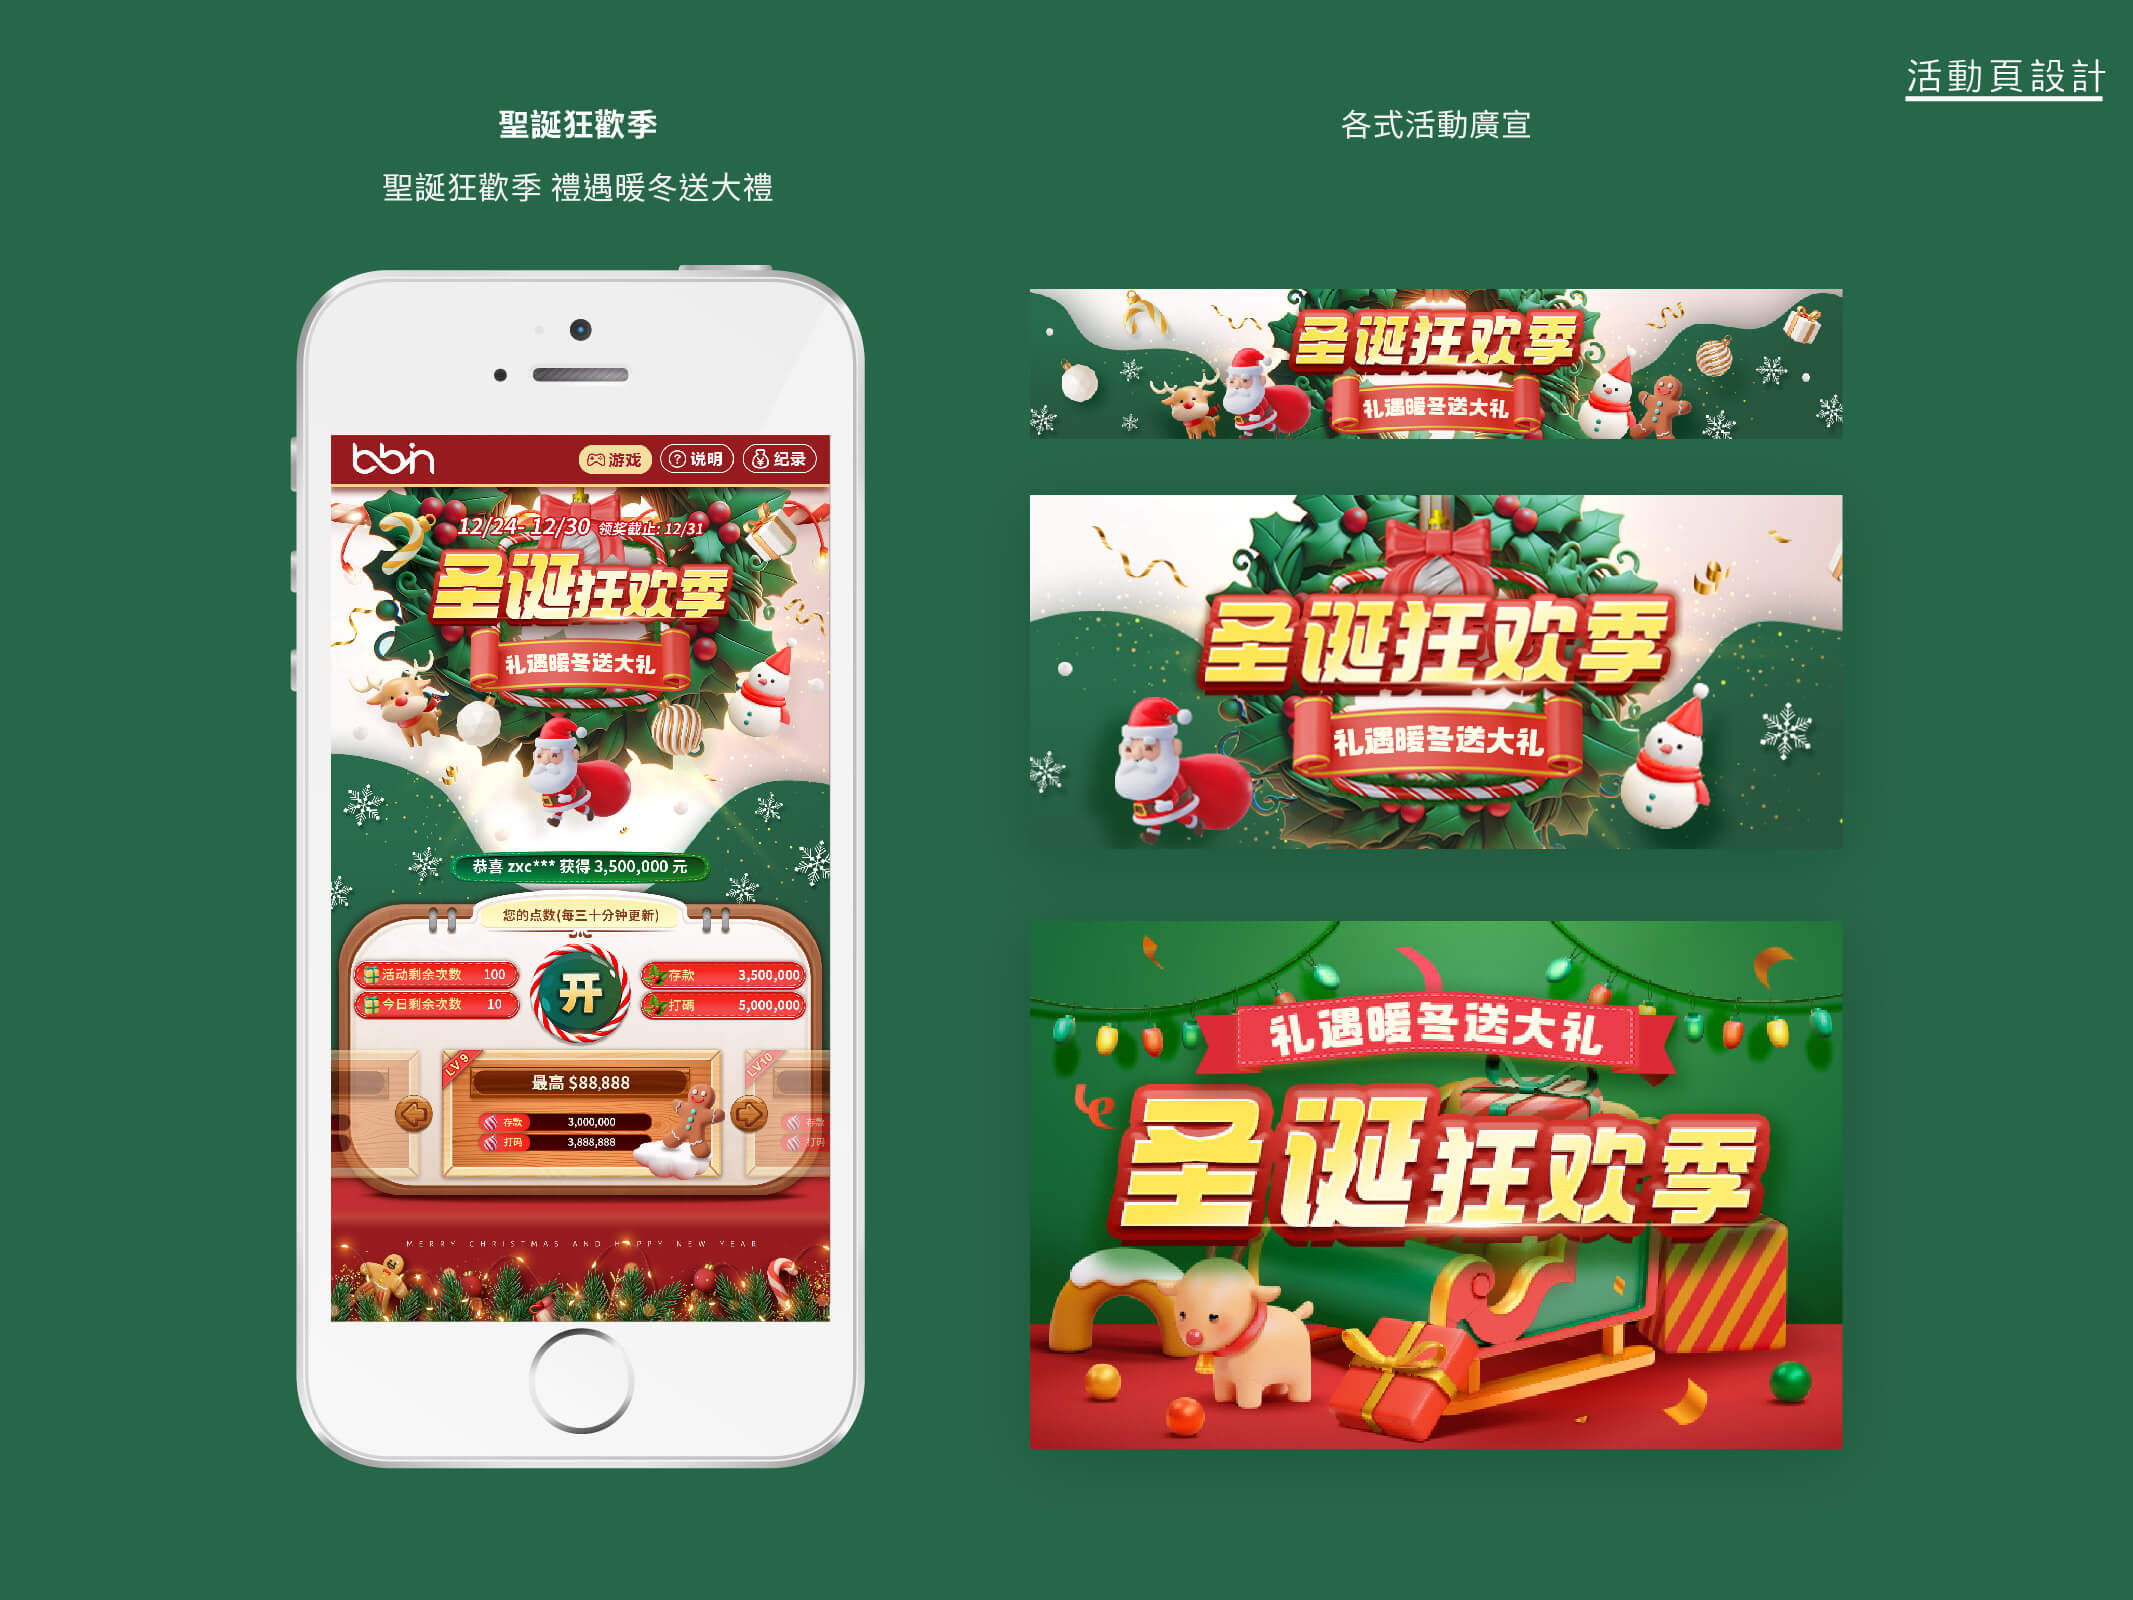 活動頁設計
聖誕狂歡季
聖誕狂歡季 禮遇暖冬送大禮
bbin
游戏
说明
纪录
12/24- 12/30 领奖截止: 12/31
圣诞狂欢季
礼遇暖冬送大礼
恭喜 zxc*** 获得 3,500,000 元
您的点数(每三十分钟更新)
活动剩余次数 100
今日剩余次数 10
开
存款 3,500,000
打碼 5,000,000
LV 9
最高 $88,888
存款 3,000,000
打码 3,888,888
LV10
存款
打码
MERRY CHRISTMAS AND HAPPY NEW YEAR
各式活動廣宣
圣诞狂欢季
礼遇暖冬送大礼
圣诞狂欢季
礼遇暖冬送大礼
礼遇暖冬送大礼
圣诞狂欢季